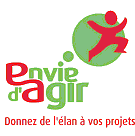 envie
d'agir
Donnez de l'élan à vos projets